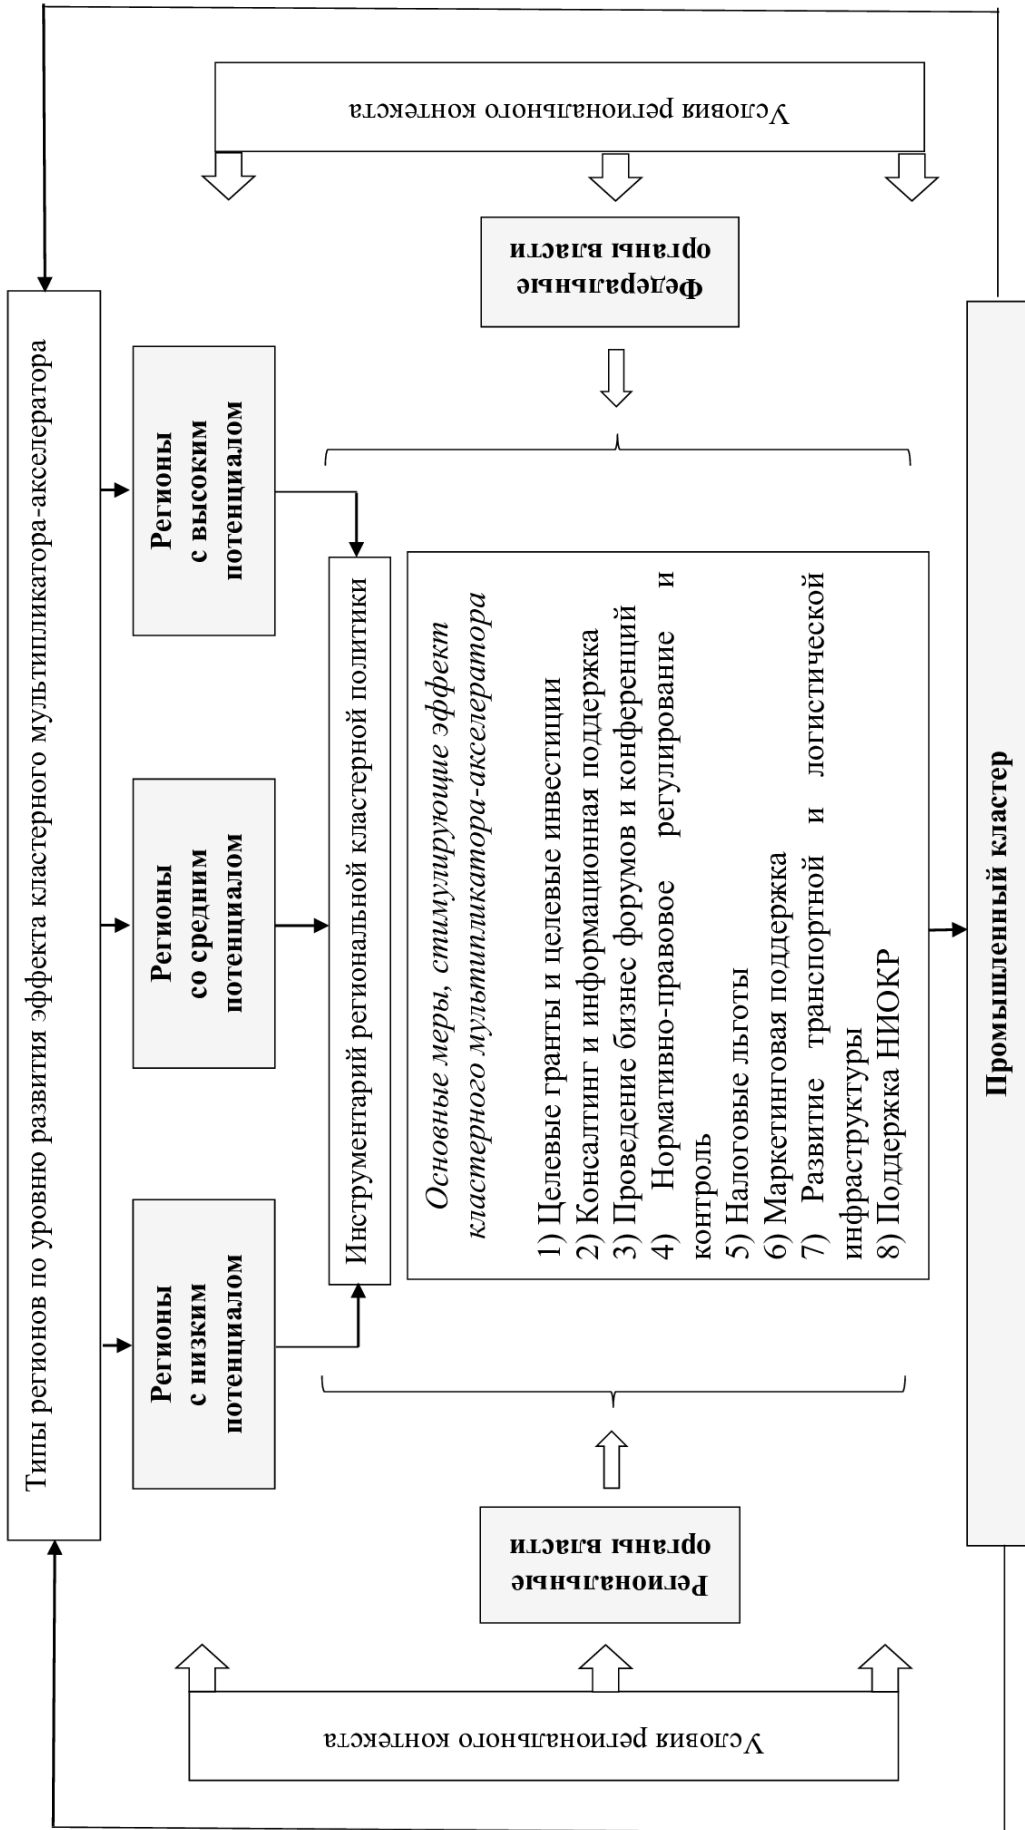 Типы регионов по уровню развития эффекта кластерного мультипликатора-акселератора
Регионы
с низким
потенциалом
Регионы
со средним
потенциалом
Регионы
с высоким
потенциалом
Инструментарий региональной кластерной политики
Условия регионального контекста
Региональные
органы власти
Основные меры, стимулирующие эффект
кластерного мультипликатора-акселератора
1) Целевые гранты и целевые инвестиции
2) Консалтинг и информационная поддержка
3) Проведение бизнес форумов и конференций
4) Нормативно-правовое регулирование и
контроль
5) Налоговые льготы
6) Маркетинговая поддержка
7) Развитие транспортной и логистической
инфраструктуры
8) Поддержка НИОКР
Федеральные
органы власти
Условия регионального контекста
Промышленный кластер